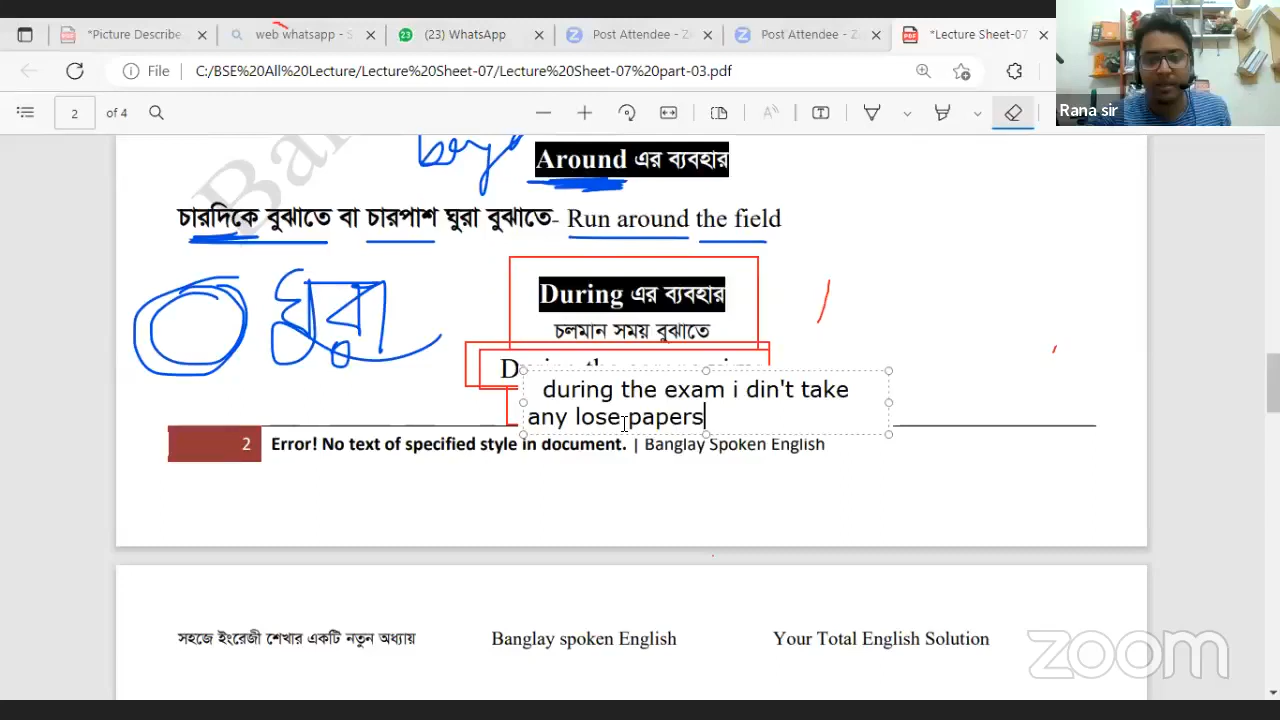 *Picture Describe
web whatsapp - S
(23) WhatsApp
Post Attendee -
Post Attendee -
*Lecture Sheet-07
File
C:/BSE%20All%20Lecture/Lecture%20Sheet-07/Lecture%20Sheet-07%20part-03.pdf
Rana sir
2 of 4
Around এর ব্যবহার
চারদিকে বুঝাতে বা চারপাশ ঘুরা বুঝাতে- Run around the field
ঘুরা
During এর ব্যবহার
চলমান সময় বুঝাতে
during the exam i din't take
any lose papers
2 Error! No text of specified style in document. | Banglay Spoken English
সহজে ইংরেজী শেখার একটি নতুন অধ্যায় Banglay spoken English Your Total English Solution
zoom